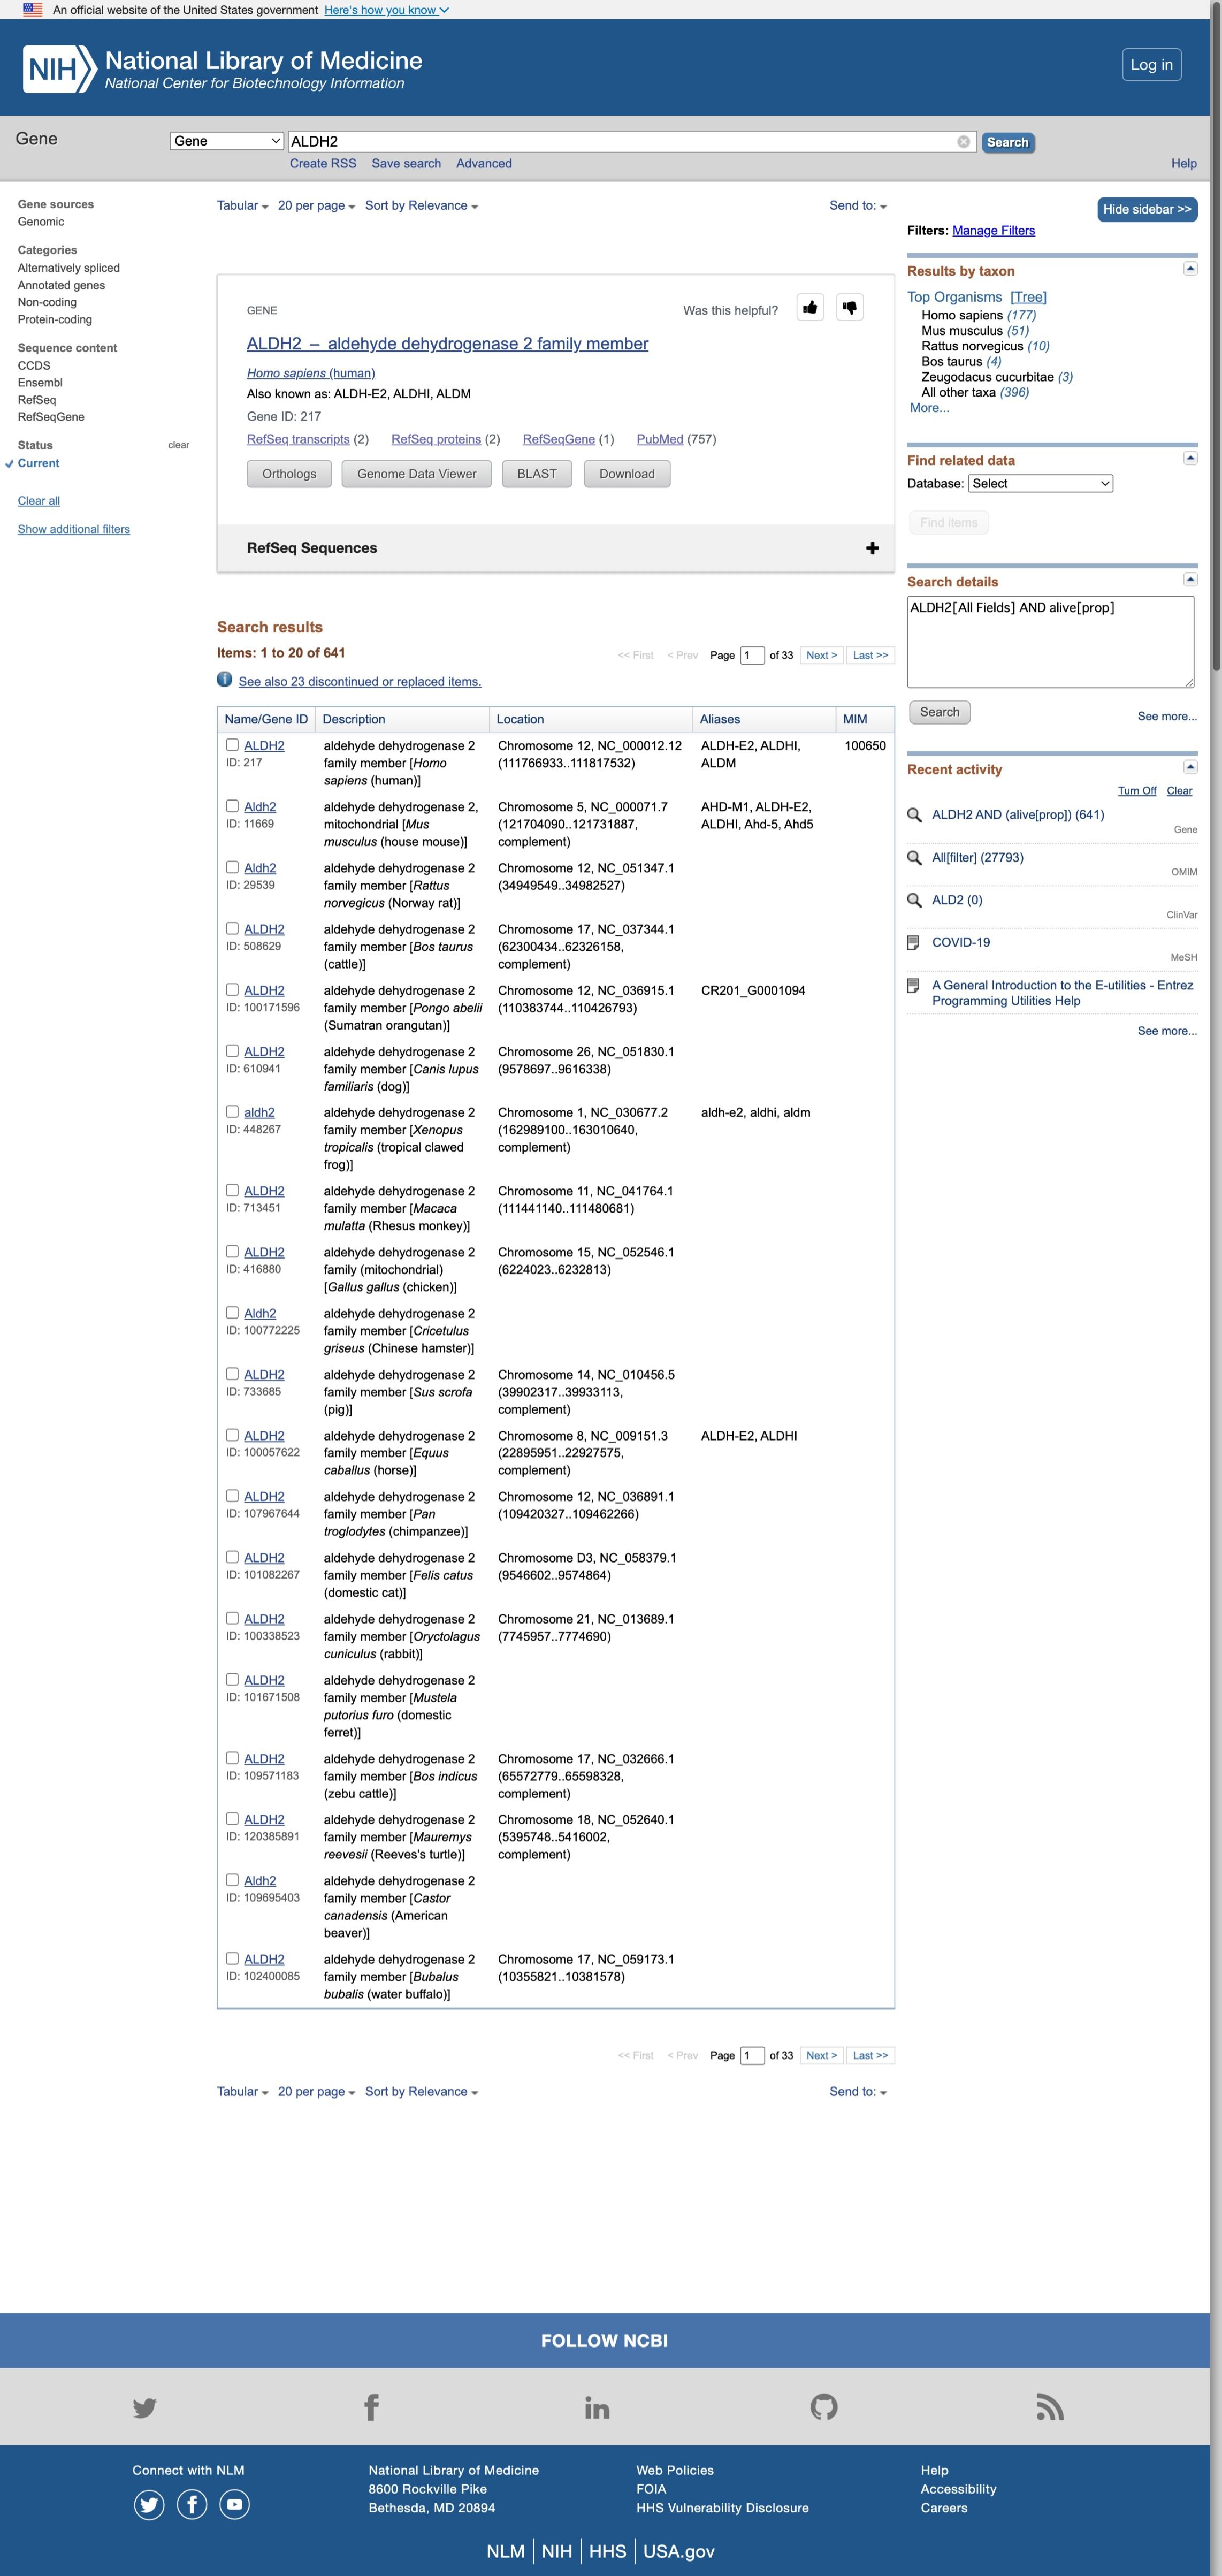 An official website of the United States government Here's how you know
NIH National Library of Medicine
National Center for Biotechnology Information
Log in
Gene
Gene
ALDH2
Search
Create RSS Save search Advanced
Help
Gene sources
Genomic
Categories
Alternatively spliced
Annotated genes
Non-coding
Protein-coding
Sequence content
CCDS
Ensembl
RefSeq
RefSeqGene
Status clear
Current
Clear all
Show additional filters
Tabular 20 per page Sort by Relevance
Send to:
GENE
Was this helpful?
ALDH2 – aldehyde dehydrogenase 2 family member
Homo sapiens (human)
Also known as: ALDH-E2, ALDHI, ALDM
Gene ID: 217
RefSeq transcripts (2) RefSeq proteins (2) RefSeqGene (1) PubMed (757)
Orthologs Genome Data Viewer BLAST Download
RefSeq Sequences
Search results
Items: 1 to 20 of 641
<< First < Prev Page 1 of 33 Next > Last >>
See also 23 discontinued or replaced items.
Name/Gene ID Description Location Aliases MIM
ALDH2 aldehyde dehydrogenase 2 Chromosome 12, NC_000012.12 ALDH-E2, ALDHI, 100650
ID: 217 family member [Homo (111766933..111817532) ALDM
sapiens (human)]
Aldh2 aldehyde dehydrogenase 2, Chromosome 5, NC_000071.7 AHD-M1, ALDH-E2,
ID: 11669 mitochondrial [Mus (121704090..121731887, ALDHI, Ahd-5, Ahd5
musculus (house mouse)] complement)
Aldh2 aldehyde dehydrogenase 2 Chromosome 12, NC_051347.1
ID: 29539 family member [Rattus (34949549..34982527)
norvegicus (Norway rat)]
ALDH2 aldehyde dehydrogenase 2 Chromosome 17, NC_037344.1
ID: 508629 family member [Bos taurus (62300434..62326158,
(cattle)] complement)
ALDH2 aldehyde dehydrogenase 2 Chromosome 12, NC_036915.1 CR201_G0001094
ID: 100171596 family member [Pongo abelii (110383744..110426793)
(Sumatran orangutan)]
ALDH2 aldehyde dehydrogenase 2 Chromosome 26, NC_051830.1
ID: 610941 family member [Canis lupus (9578697..9616338)
familiaris (dog)]
aldh2 aldehyde dehydrogenase 2 Chromosome 1, NC_030677.2 aldh-e2, aldhi, aldm
ID: 448267 family member [Xenopus (162989100..163010640,
tropicalis (tropical clawed complement)
frog)]
ALDH2 aldehyde dehydrogenase 2 Chromosome 11, NC_041764.1
ID: 713451 family member [Macaca (111441140..111480681)
mulatta (Rhesus monkey)]
ALDH2 aldehyde dehydrogenase 2 Chromosome 15, NC_052546.1
ID: 416880 family (mitochondrial) (6224023..6232813)
[Gallus gallus (chicken)]
Aldh2 aldehyde dehydrogenase 2
ID: 100772225 family member [Cricetulus
griseus (Chinese hamster)]
ALDH2 aldehyde dehydrogenase 2 Chromosome 14, NC_010456.5
ID: 733685 family member [Sus scrofa (39902317..39933113,
(pig)] complement)
ALDH2 aldehyde dehydrogenase 2 Chromosome 8, NC_009151.3 ALDH-E2, ALDHI
ID: 100057622 family member [Equus (22895951..22927575,
caballus (horse)] complement)
ALDH2 aldehyde dehydrogenase 2 Chromosome 12, NC_036891.1
ID: 107967644 family member [Pan (109420327..109462266)
troglodytes (chimpanzee)]
ALDH2 aldehyde dehydrogenase 2 Chromosome D3, NC_058379.1
ID: 101082267 family member [Felis catus (9546602..9574864)
(domestic cat)]
ALDH2 aldehyde dehydrogenase 2 Chromosome 21, NC_013689.1
ID: 100338523 family member [Oryctolagus (7745957..7774690)
cuniculus (rabbit)]
ALDH2 aldehyde dehydrogenase 2
ID: 101671508 family member [Mustela
putorius furo (domestic
ferret)]
ALDH2 aldehyde dehydrogenase 2 Chromosome 17, NC_032666.1
ID: 109571183 family member [Bos indicus (65572779..65598328,
(zebu cattle)] complement)
ALDH2 aldehyde dehydrogenase 2 Chromosome 18, NC_052640.1
ID: 120385891 family member [Mauremys (5395748..5416002,
reevesii (Reeves's turtle)] complement)
Aldh2 aldehyde dehydrogenase 2
ID: 109695403 family member [Castor
canadensis (American
beaver)]
ALDH2 aldehyde dehydrogenase 2 Chromosome 17, NC_059173.1
ID: 102400085 family member [Bubalus (10355821..10381578)
bubalis (water buffalo)]
<< First < Prev Page 1 of 33 Next > Last >>
Tabular 20 per page Sort by Relevance
Send to:
Hide sidebar >>
Filters: Manage Filters
Results by taxon
Top Organisms [Tree]
Homo sapiens (177)
Mus musculus (51)
Rattus norvegicus (10)
Bos taurus (4)
Zeugodacus cucurbitae (3)
All other taxa (396)
More...
Find related data
Database: Select
Find items
Search details
ALDH2[All Fields] AND alive[prop]
Search
See more...
Recent activity
Turn Off Clear
ALDH2 AND (alive[prop]) (641)
Gene
All[filter] (27793)
OMIM
ALD2 (0)
ClinVar
COVID-19
MeSH
A General Introduction to the E-utilities - Entrez
Programming Utilities Help
See more...
FOLLOW NCBI
Connect with NLM
National Library of Medicine
8600 Rockville Pike
Bethesda, MD 20894
Web Policies
FOIA
HHS Vulnerability Disclosure
Help
Accessibility
Careers
NLM NIH HHS USA.gov